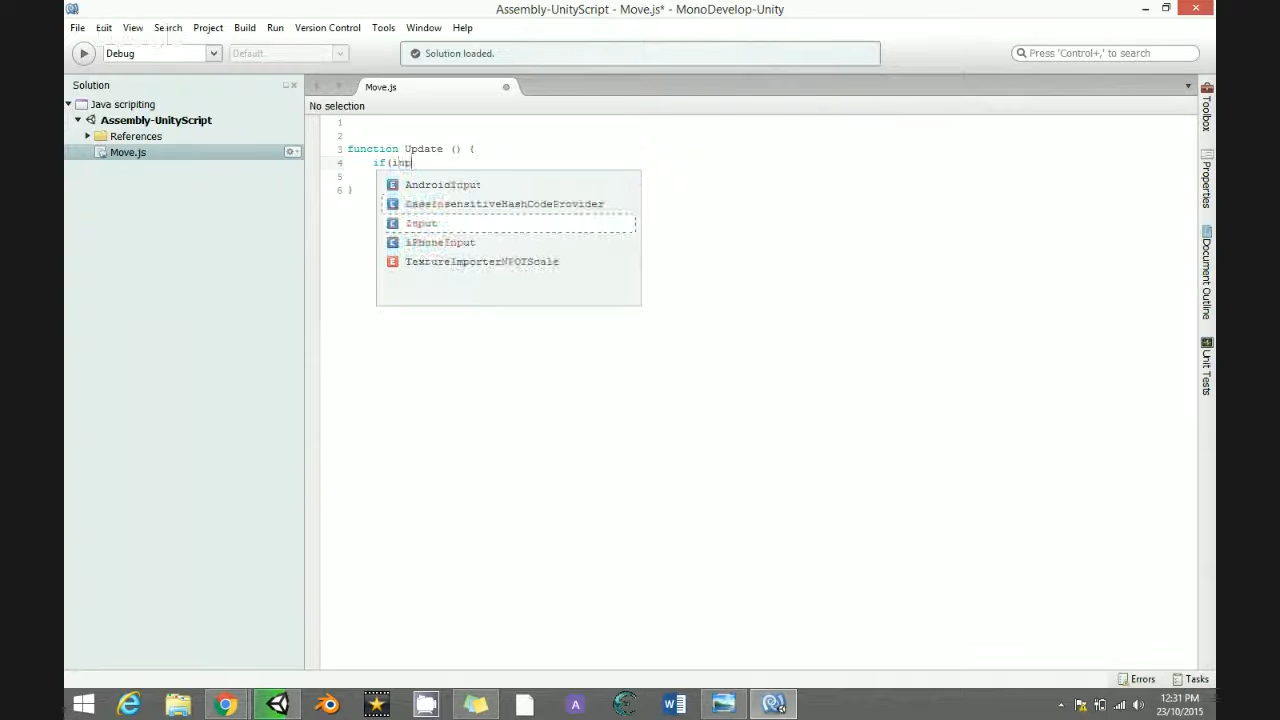 Assembly-UnityScript - Move.js* - MonoDevelop-Unity
File Edit View Search Project Build Run Version Control Tools Window Help
Debug Default. Solution loaded. Press 'Control+,' to search
Solution
Move.js
No selection
Java scripiting
Assembly-UnityScript
References
Move.js
1
2
3 function Update () {
4 if(inp
5
6 }
AndroidInput
CaseInsensitiveHashCodeProvider
Input
iPhoneInput
TextureImporterNPOTScale
Toolbox
Properties
Document Outline
Unit Tests
Errors Tasks
12:31 PM
23/10/2015